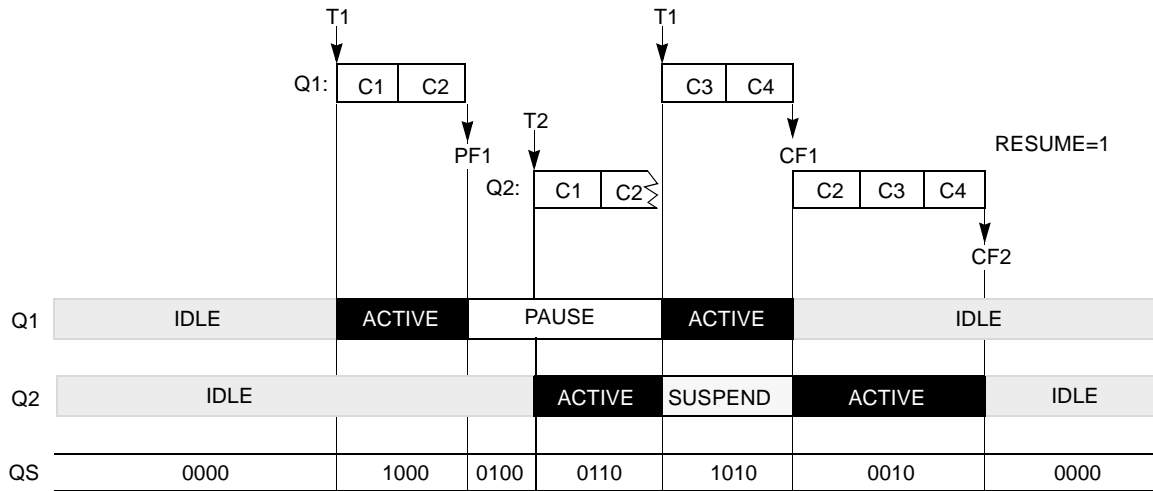 T1 T1
Q1: C1 C2 C3 C4
T2
PF1 CF1 RESUME=1
Q2: C1 C2 C2 C3 C4
CF2
Q1 IDLE ACTIVE PAUSE ACTIVE IDLE
Q2 IDLE ACTIVE SUSPEND ACTIVE IDLE
QS 0000 1000 0100 0110 1010 0010 0000